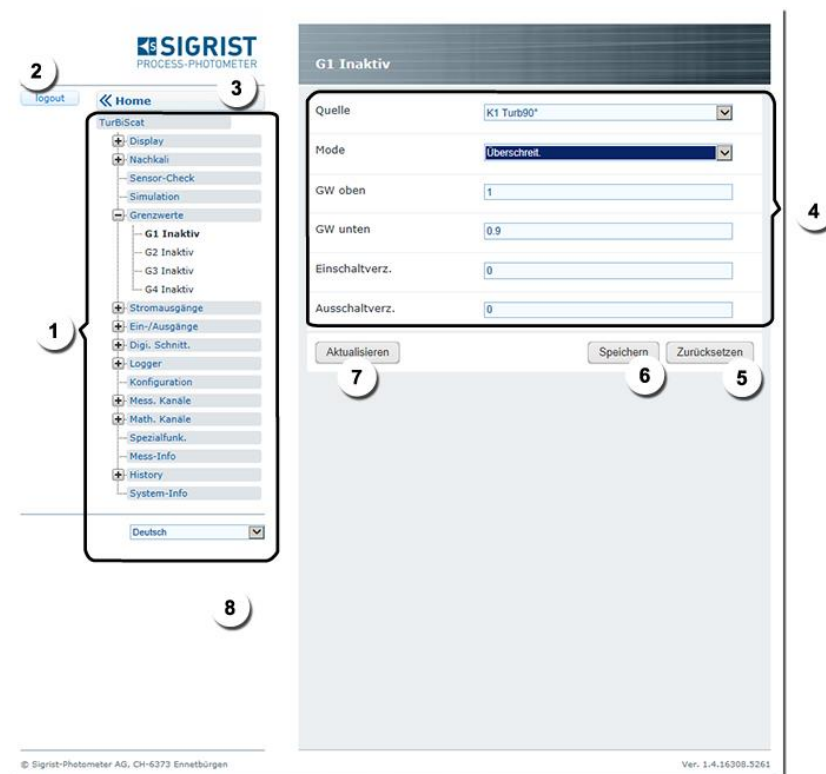 SIGRIST
PROCESS-PHOTOMETER
2
logout
3
Home
TurBiScat
Display
Nachkali
Sensor-Check
Simulation
Grenzwerte
G1 Inaktiv
G2 Inaktiv
G3 Inaktiv
G4 Inaktiv
Stromausgänge
Ein-/Ausgänge
Digi. Schnitt.
Logger
Konfiguration
Mess. Kanäle
Math. Kanäle
Spezialfunk.
Mess-Info
History
System-Info
1
Deutsch
8
G1 Inaktiv
Quelle K1 Turb90°
Mode Überschreit.
GW oben 1
GW unten 0.9
Einschaltverz. 0
Ausschaltverz. 0
4
Aktualisieren Speichern Zurücksetzen
7 6 5
© Sigrist-Photometer AG, CH-6373 Ennetbürgen Ver. 1.4.16308.5261